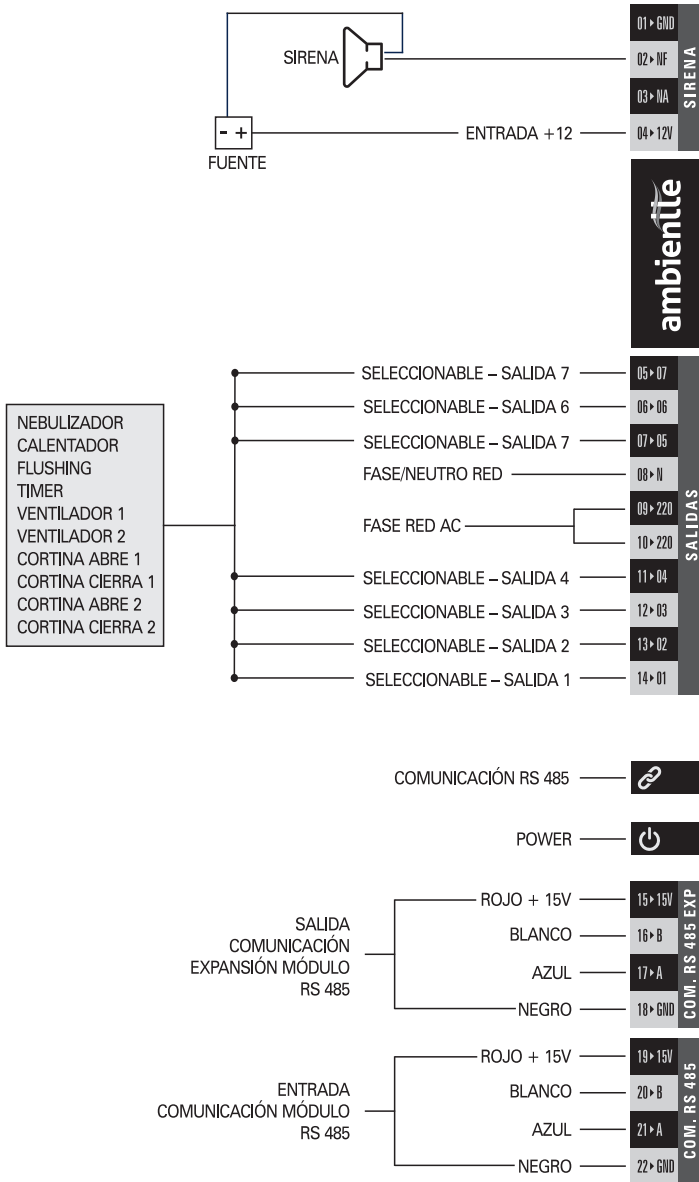 01▸GND
SIRENA
02▸NF
03▸NA
- +
ENTRADA +12
04▸12V
SIRENA
FUENTE
ambientte
SELECCIONABLE – SALIDA 7
05▸07
SELECCIONABLE – SALIDA 6
06▸06
SELECCIONABLE – SALIDA 7
07▸05
FASE/NEUTRO RED
08▸N
FASE RED AC
09▸220
10▸220
SELECCIONABLE – SALIDA 4
11▸04
SELECCIONABLE – SALIDA 3
12▸03
SELECCIONABLE – SALIDA 2
13▸02
SELECCIONABLE – SALIDA 1
14▸01
SALIDAS
NEBULIZADOR
CALENTADOR
FLUSHING
TIMER
VENTILADOR 1
VENTILADOR 2
CORTINA ABRE 1
CORTINA CIERRA 1
CORTINA ABRE 2
CORTINA CIERRA 2
COMUNICACIÓN RS 485
POWER
SALIDA
COMUNICACIÓN
EXPANSIÓN MÓDULO
RS 485
ROJO + 15V
15▸15V
BLANCO
16▸B
AZUL
17▸A
NEGRO
18▸GND
COM. RS 485 EXP
ENTRADA
COMUNICACIÓN MÓDULO
RS 485
ROJO + 15V
19▸15V
BLANCO
20▸B
AZUL
21▸A
NEGRO
22▸GND
COM. RS 485